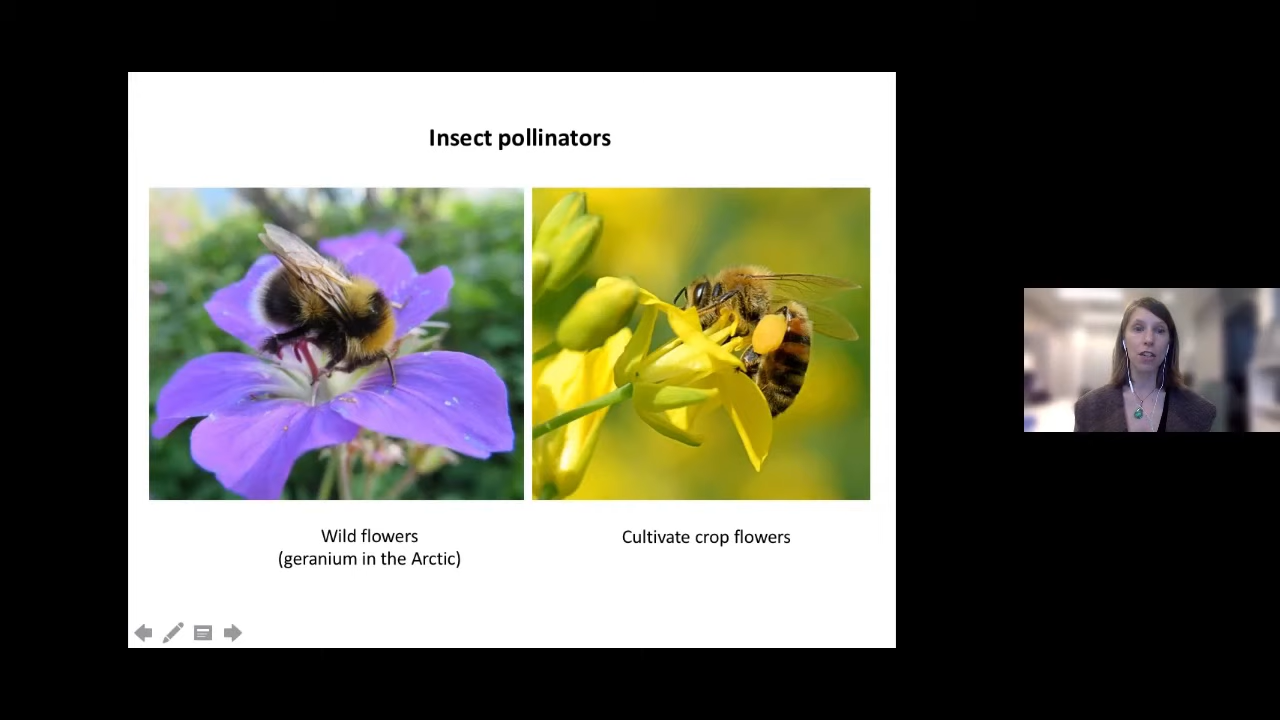 Insect pollinators
Wild flowers
(geranium in the Arctic)
Cultivate crop flowers